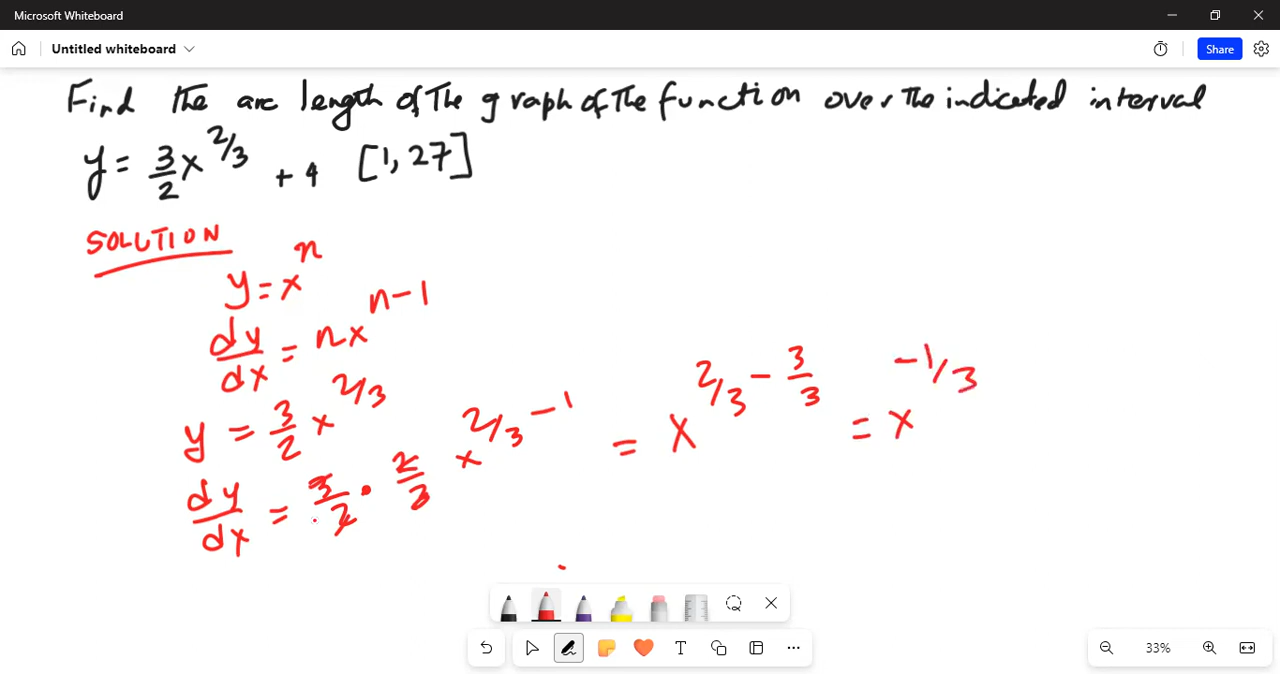 Microsoft Whiteboard
Untitled whiteboard
Share
Find the arc length of The graph of The function over The indicated interval
y = 3/2 x^2/3 + 4 [1, 27]
SOLUTION
y = x^n
dy/dx = nx^n-1
y = 3/2 x^2/3
dy/dx = 3/2 · 2/3 x^2/3-1 = x^2/3-3/3 = x^-1/3
33%